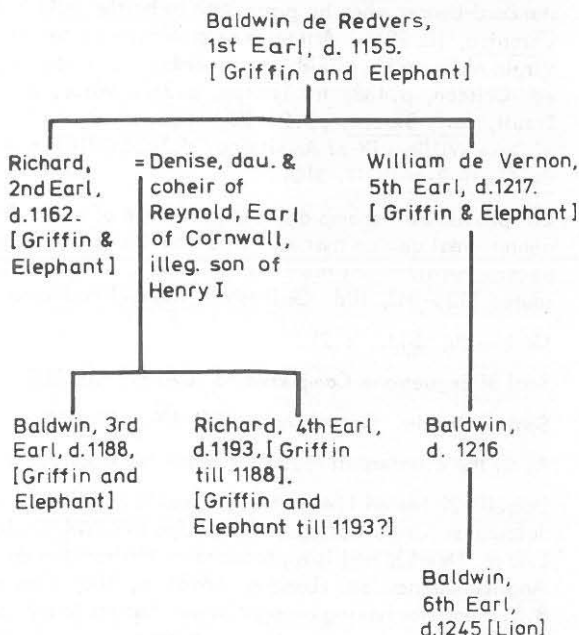 Baldwin de Redvers,
1st Earl, d. 1155.
[Griffin and Elephant]
Richard,
2nd Earl,
d.1162.
[Griffin &
Elephant]
= Denise, dau. &
coheir of
Reynold, Earl
of Cornwall,
illeg. son of
Henry I
William de Vernon,
5th Earl, d.1217.
[Griffin & Elephant]
Baldwin, 3rd
Earl, d.1188,
[Griffin and
Elephant]
Richard, 4th Earl,
d.1193, [Griffin
till 1188].
[Griffin and
Elephant till 1193?]
Baldwin,
d. 1216
Baldwin,
6th Earl,
d.1245 [Lion]